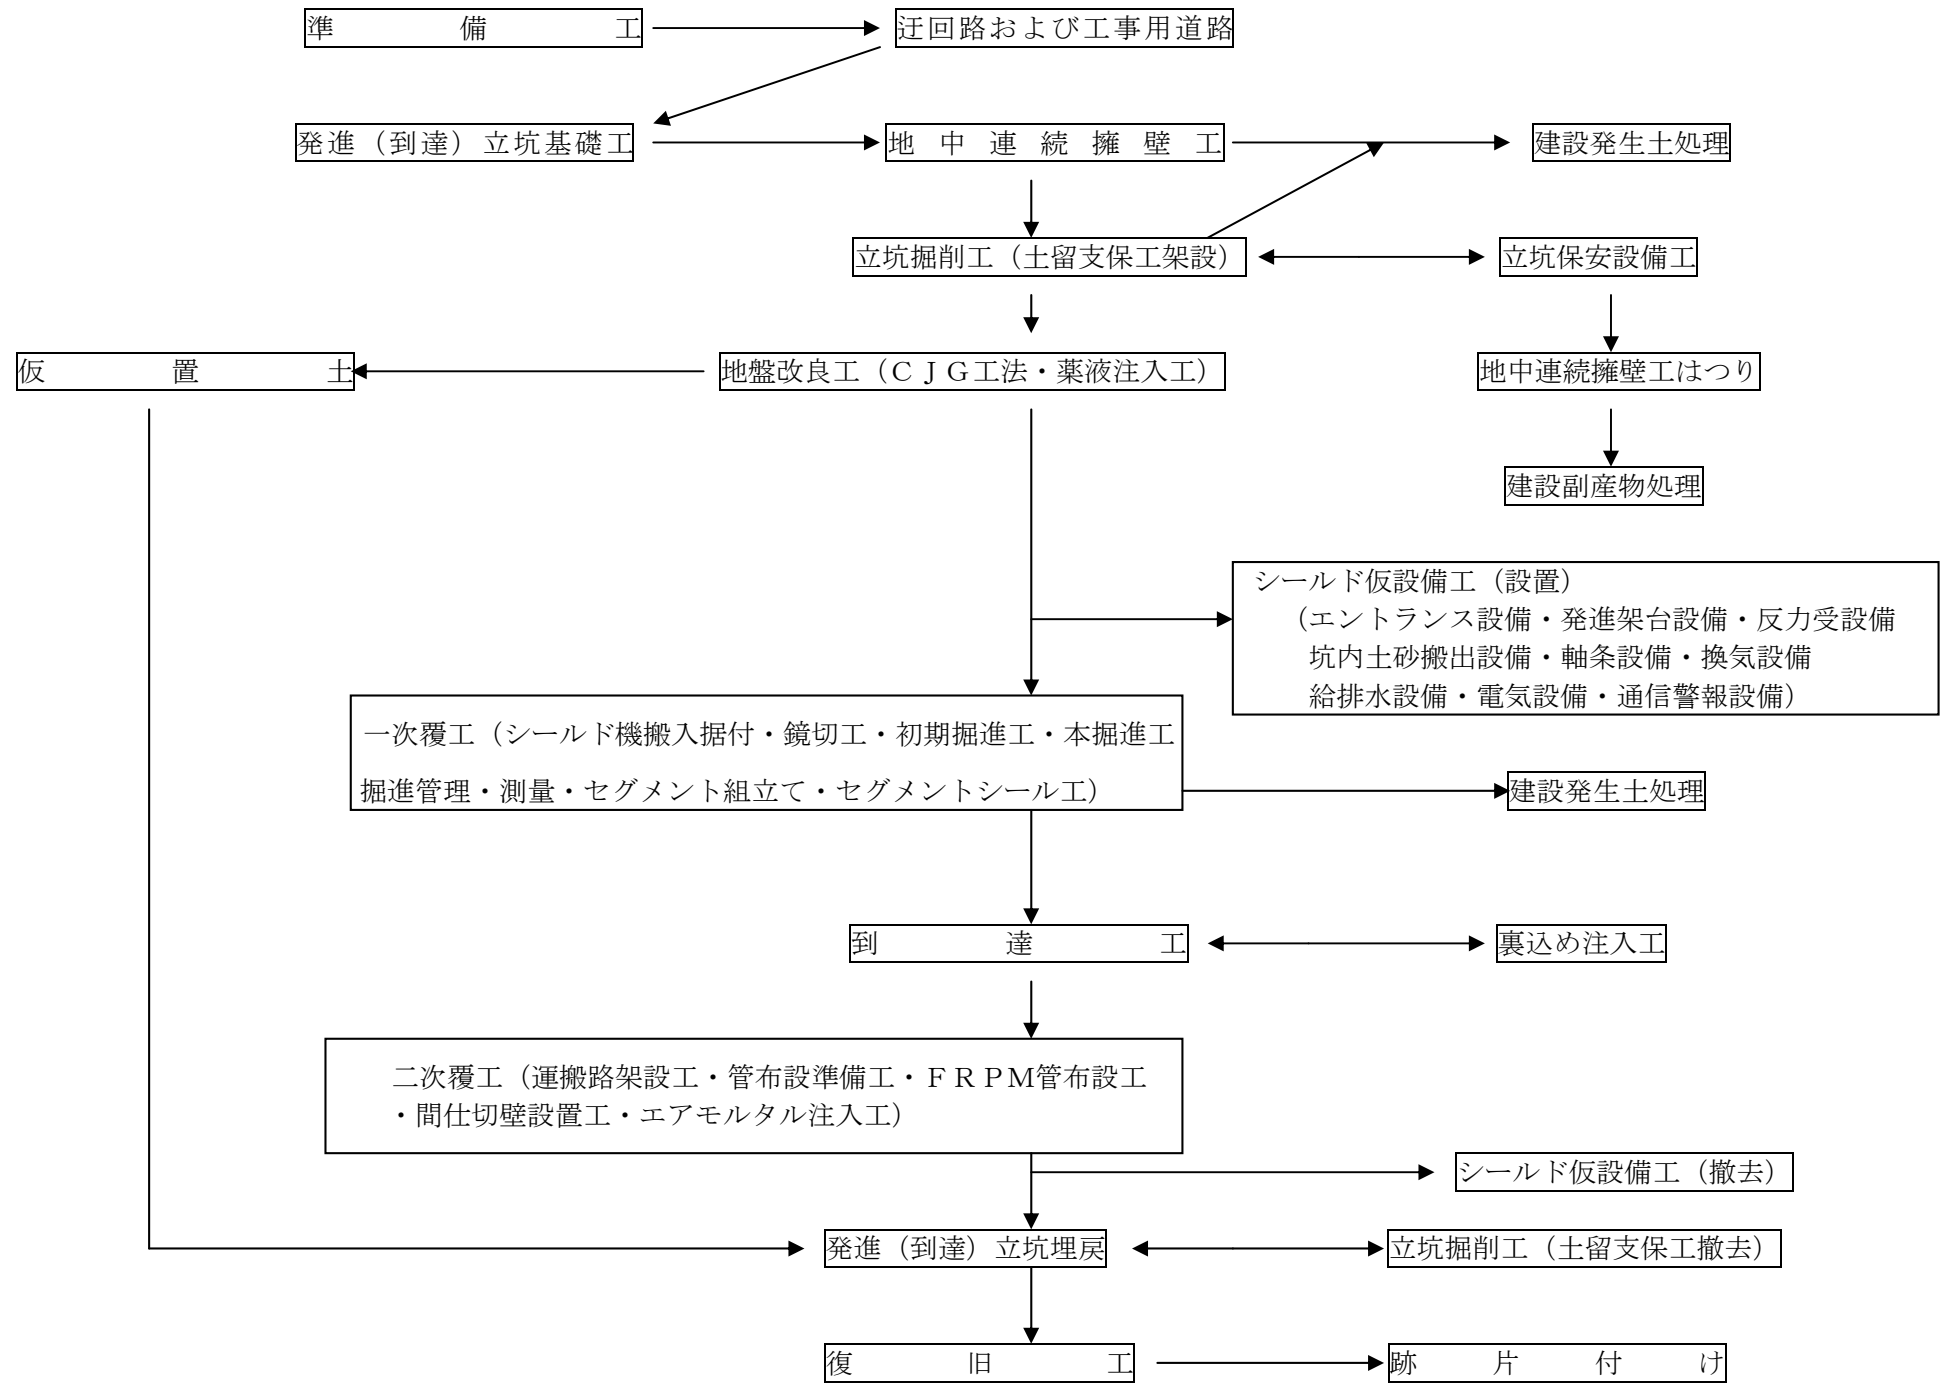 準備工
迂回路および工事用道路
発進（到達）立坑基礎工
地中連続擁壁工
建設発生土処理
立坑掘削工（土留支保工架設）
立坑保安設備工
仮置土
地盤改良工（ＣＪＧ工法・薬液注入工）
地中連続擁壁工はつり
建設副産物処理
シールド仮設備工（設置）
（エントランス設備・発進架台設備・反力受設備
坑内土砂搬出設備・軸条設備・換気設備
給排水設備・電気設備・通信警報設備）
一次覆工（シールド機搬入据付・鏡切工・初期掘進工・本掘進工
掘進管理・測量・セグメント組立て・セグメントシール工）
建設発生土処理
到達工
裏込め注入工
二次覆工（運搬路架設工・管布設準備工・ＦＲＰＭ管布設工
・間仕切壁設置工・エアモルタル注入工）
シールド仮設備工（撤去）
発進（到達）立坑埋戻
立坑掘削工（土留支保工撤去）
復旧工
跡片付け